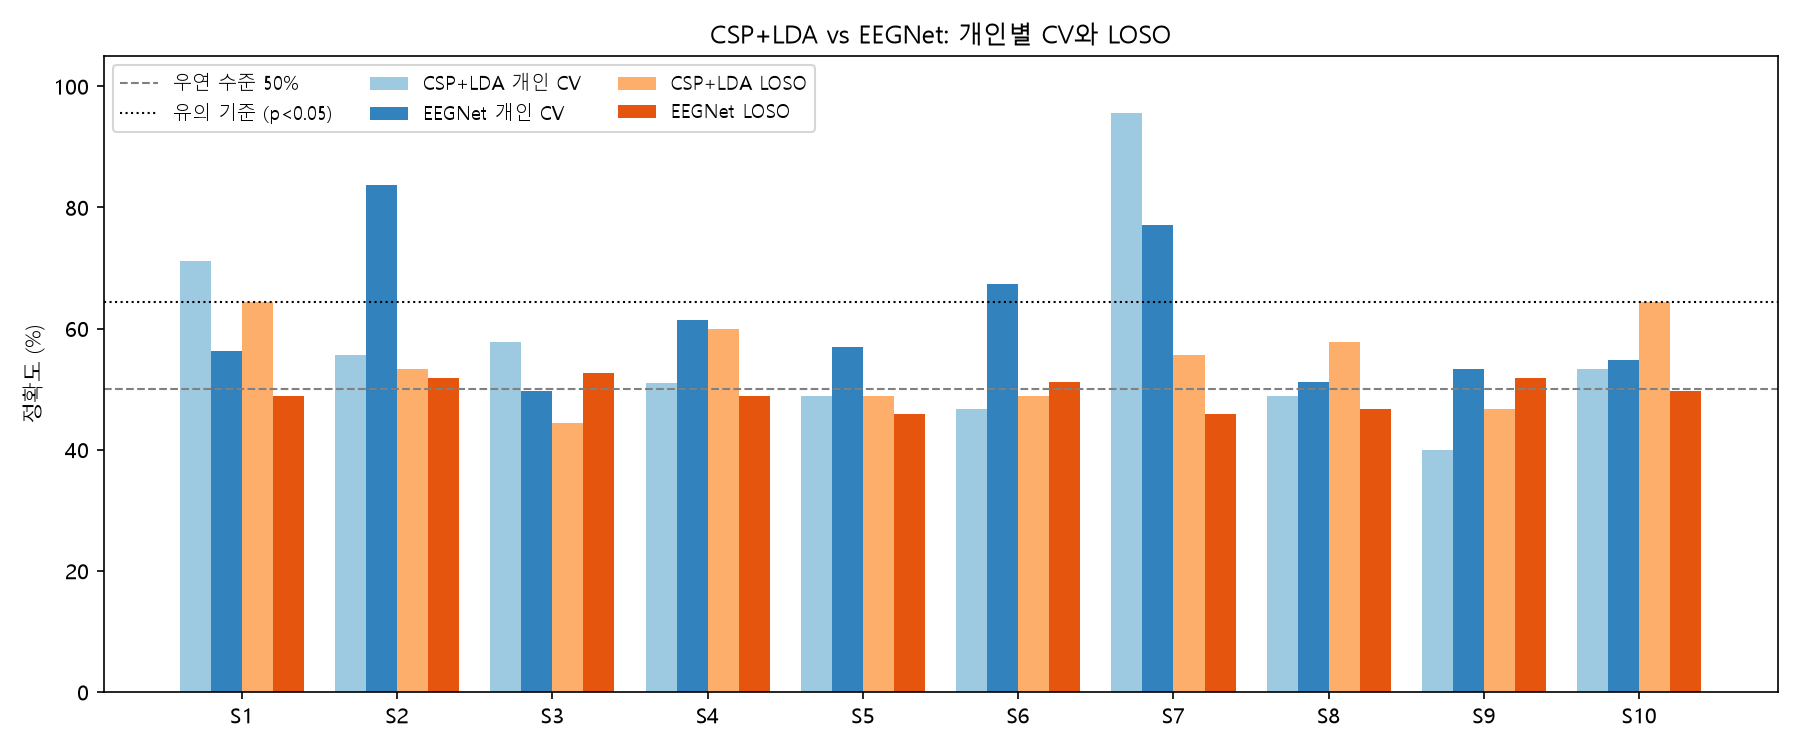 CSP+LDA vs EEGNet: 개인별 CV와 LOSO
우연 수준 50%
유의 기준 (p<0.05)
CSP+LDA 개인 CV
EEGNet 개인 CV
CSP+LDA LOSO
EEGNet LOSO
정확도 (%)
100
80
60
40
20
0
S1 S2 S3 S4 S5 S6 S7 S8 S9 S10